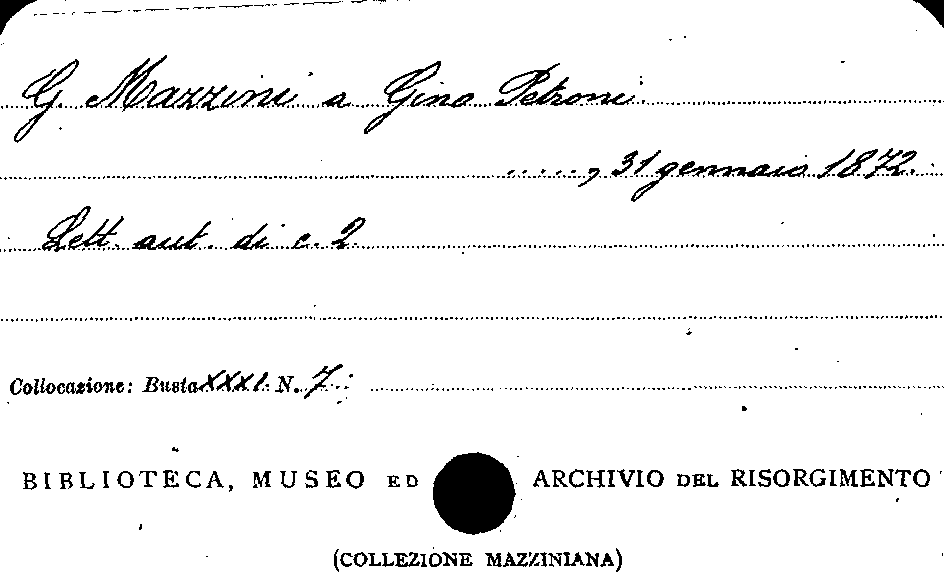 G. Mazzini a Gino Petroni.
....., 31 gennaio 1872.
Lett. aut. di c. 2.
Collocazione: Busta XXXI. N. 7.
BIBLIOTECA, MUSEO ED ARCHIVIO DEL RISORGIMENTO
(COLLEZIONE MAZZINIANA)